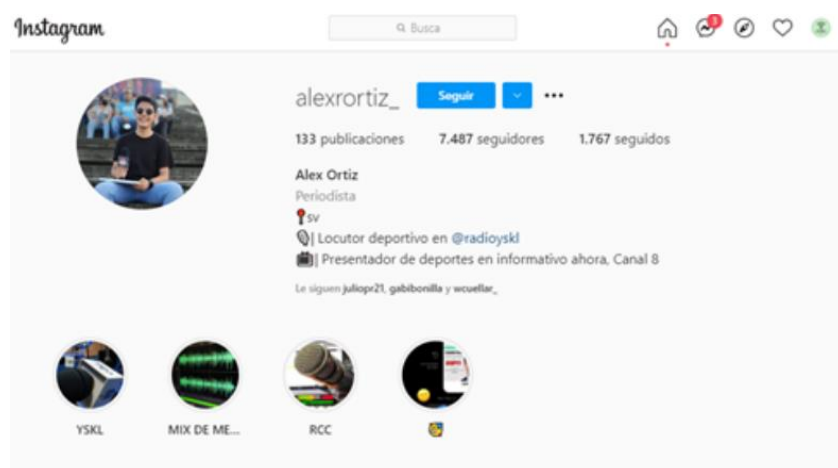 Instagram
Busca
3
alexrortiz_ Seguir
133 publicaciones 7.487 seguidores 1.767 seguidos
Alex Ortiz
Periodista
sv
| Locutor deportivo en @radioyskl
| Presentador de deportes en informativo ahora, Canal 8
Le siguen juliopr21, gabibonilla y wcuellar_
YSKL MIX DE ME... RCC